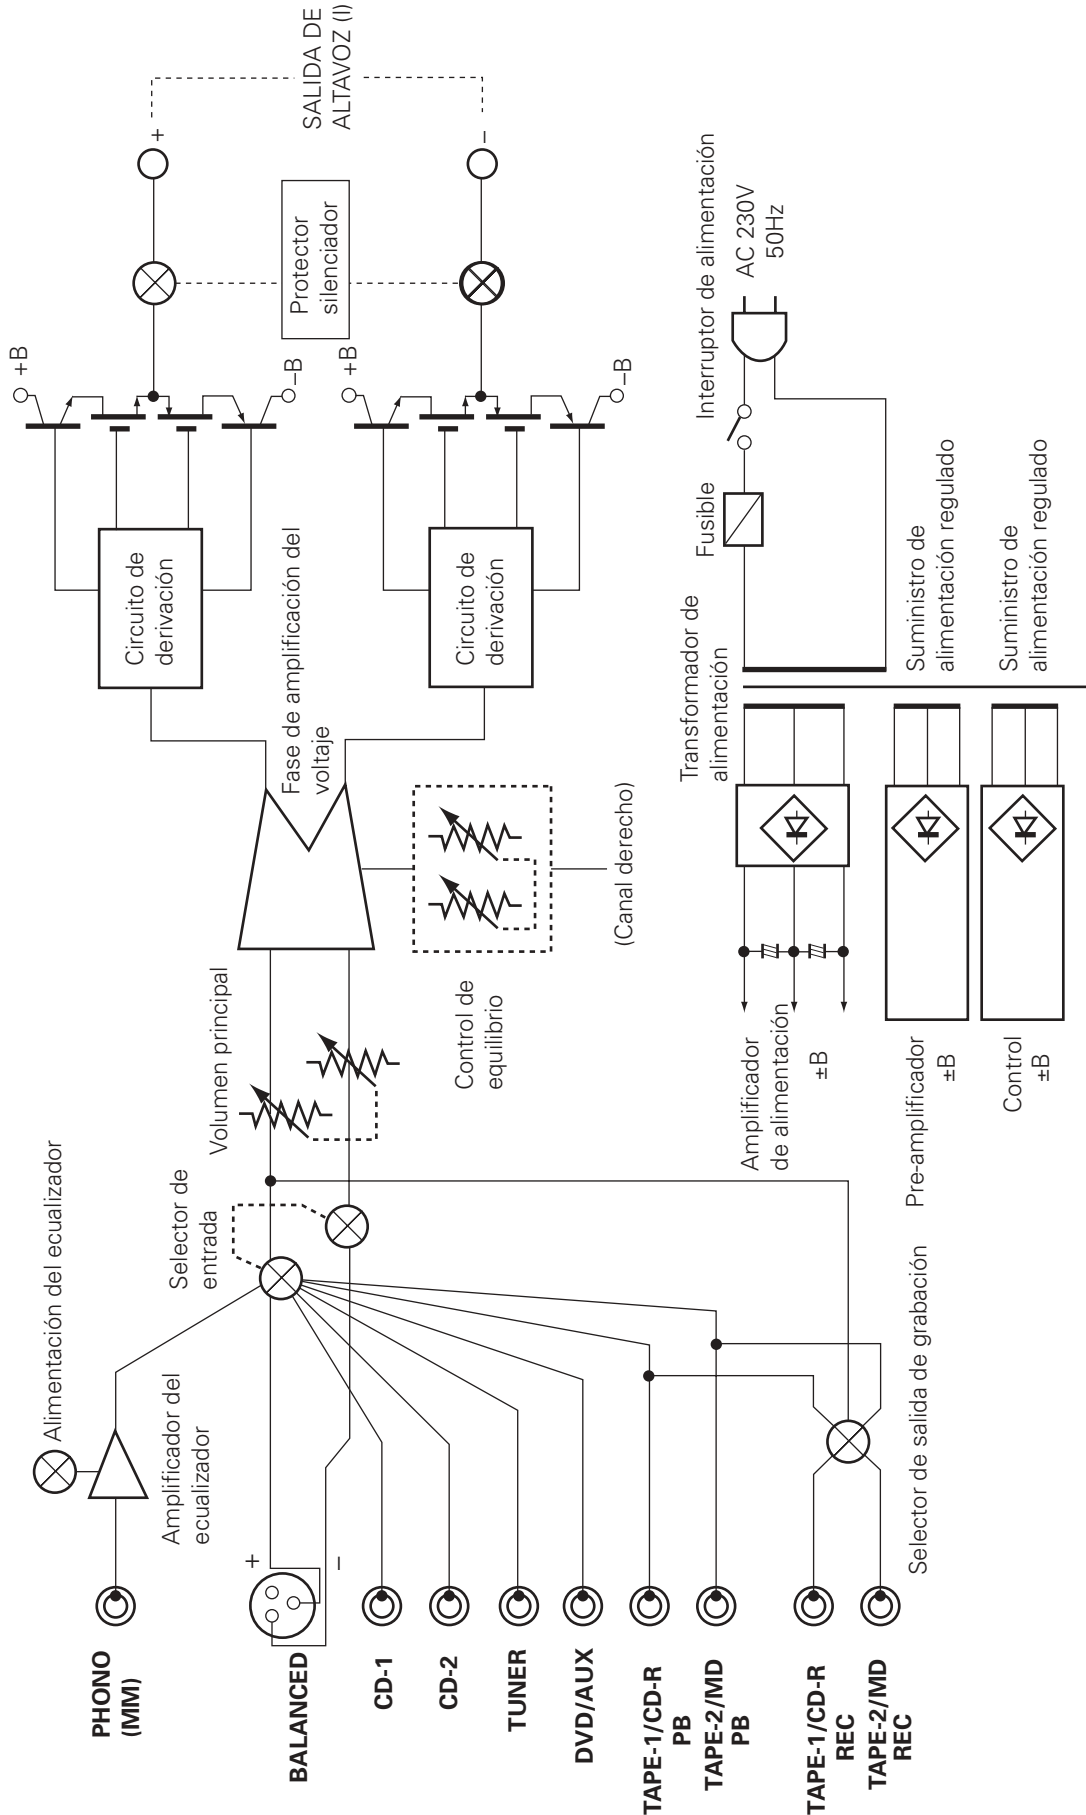 PHONO
(MM)
BALANCED
CD-1
CD-2
TUNER
DVD/AUX
TAPE-1/CD-R
PB
TAPE-2/MD
PB
TAPE-1/CD-R
REC
TAPE-2/MD
REC
Alimentación del ecualizador
Amplificador del
ecualizador
+
–
Selector de
entrada
Selector de salida de grabación
Volumen principal
Control de
equilibrio
(Canal derecho)
Fase de amplificación del
voltaje
Circuito de
derivación
Circuito de
derivación
+B
–B
+B
–B
Protector
silenciador
+
–
SALIDA DE
ALTAVOZ (I)
Amplificador
de alimentación
±B
Pre-amplificador
±B
Control
±B
Transformador de
alimentación
Suministro de
alimentación regulado
Suministro de
alimentación regulado
Fusible
Interruptor de alimentación
AC 230V
50Hz